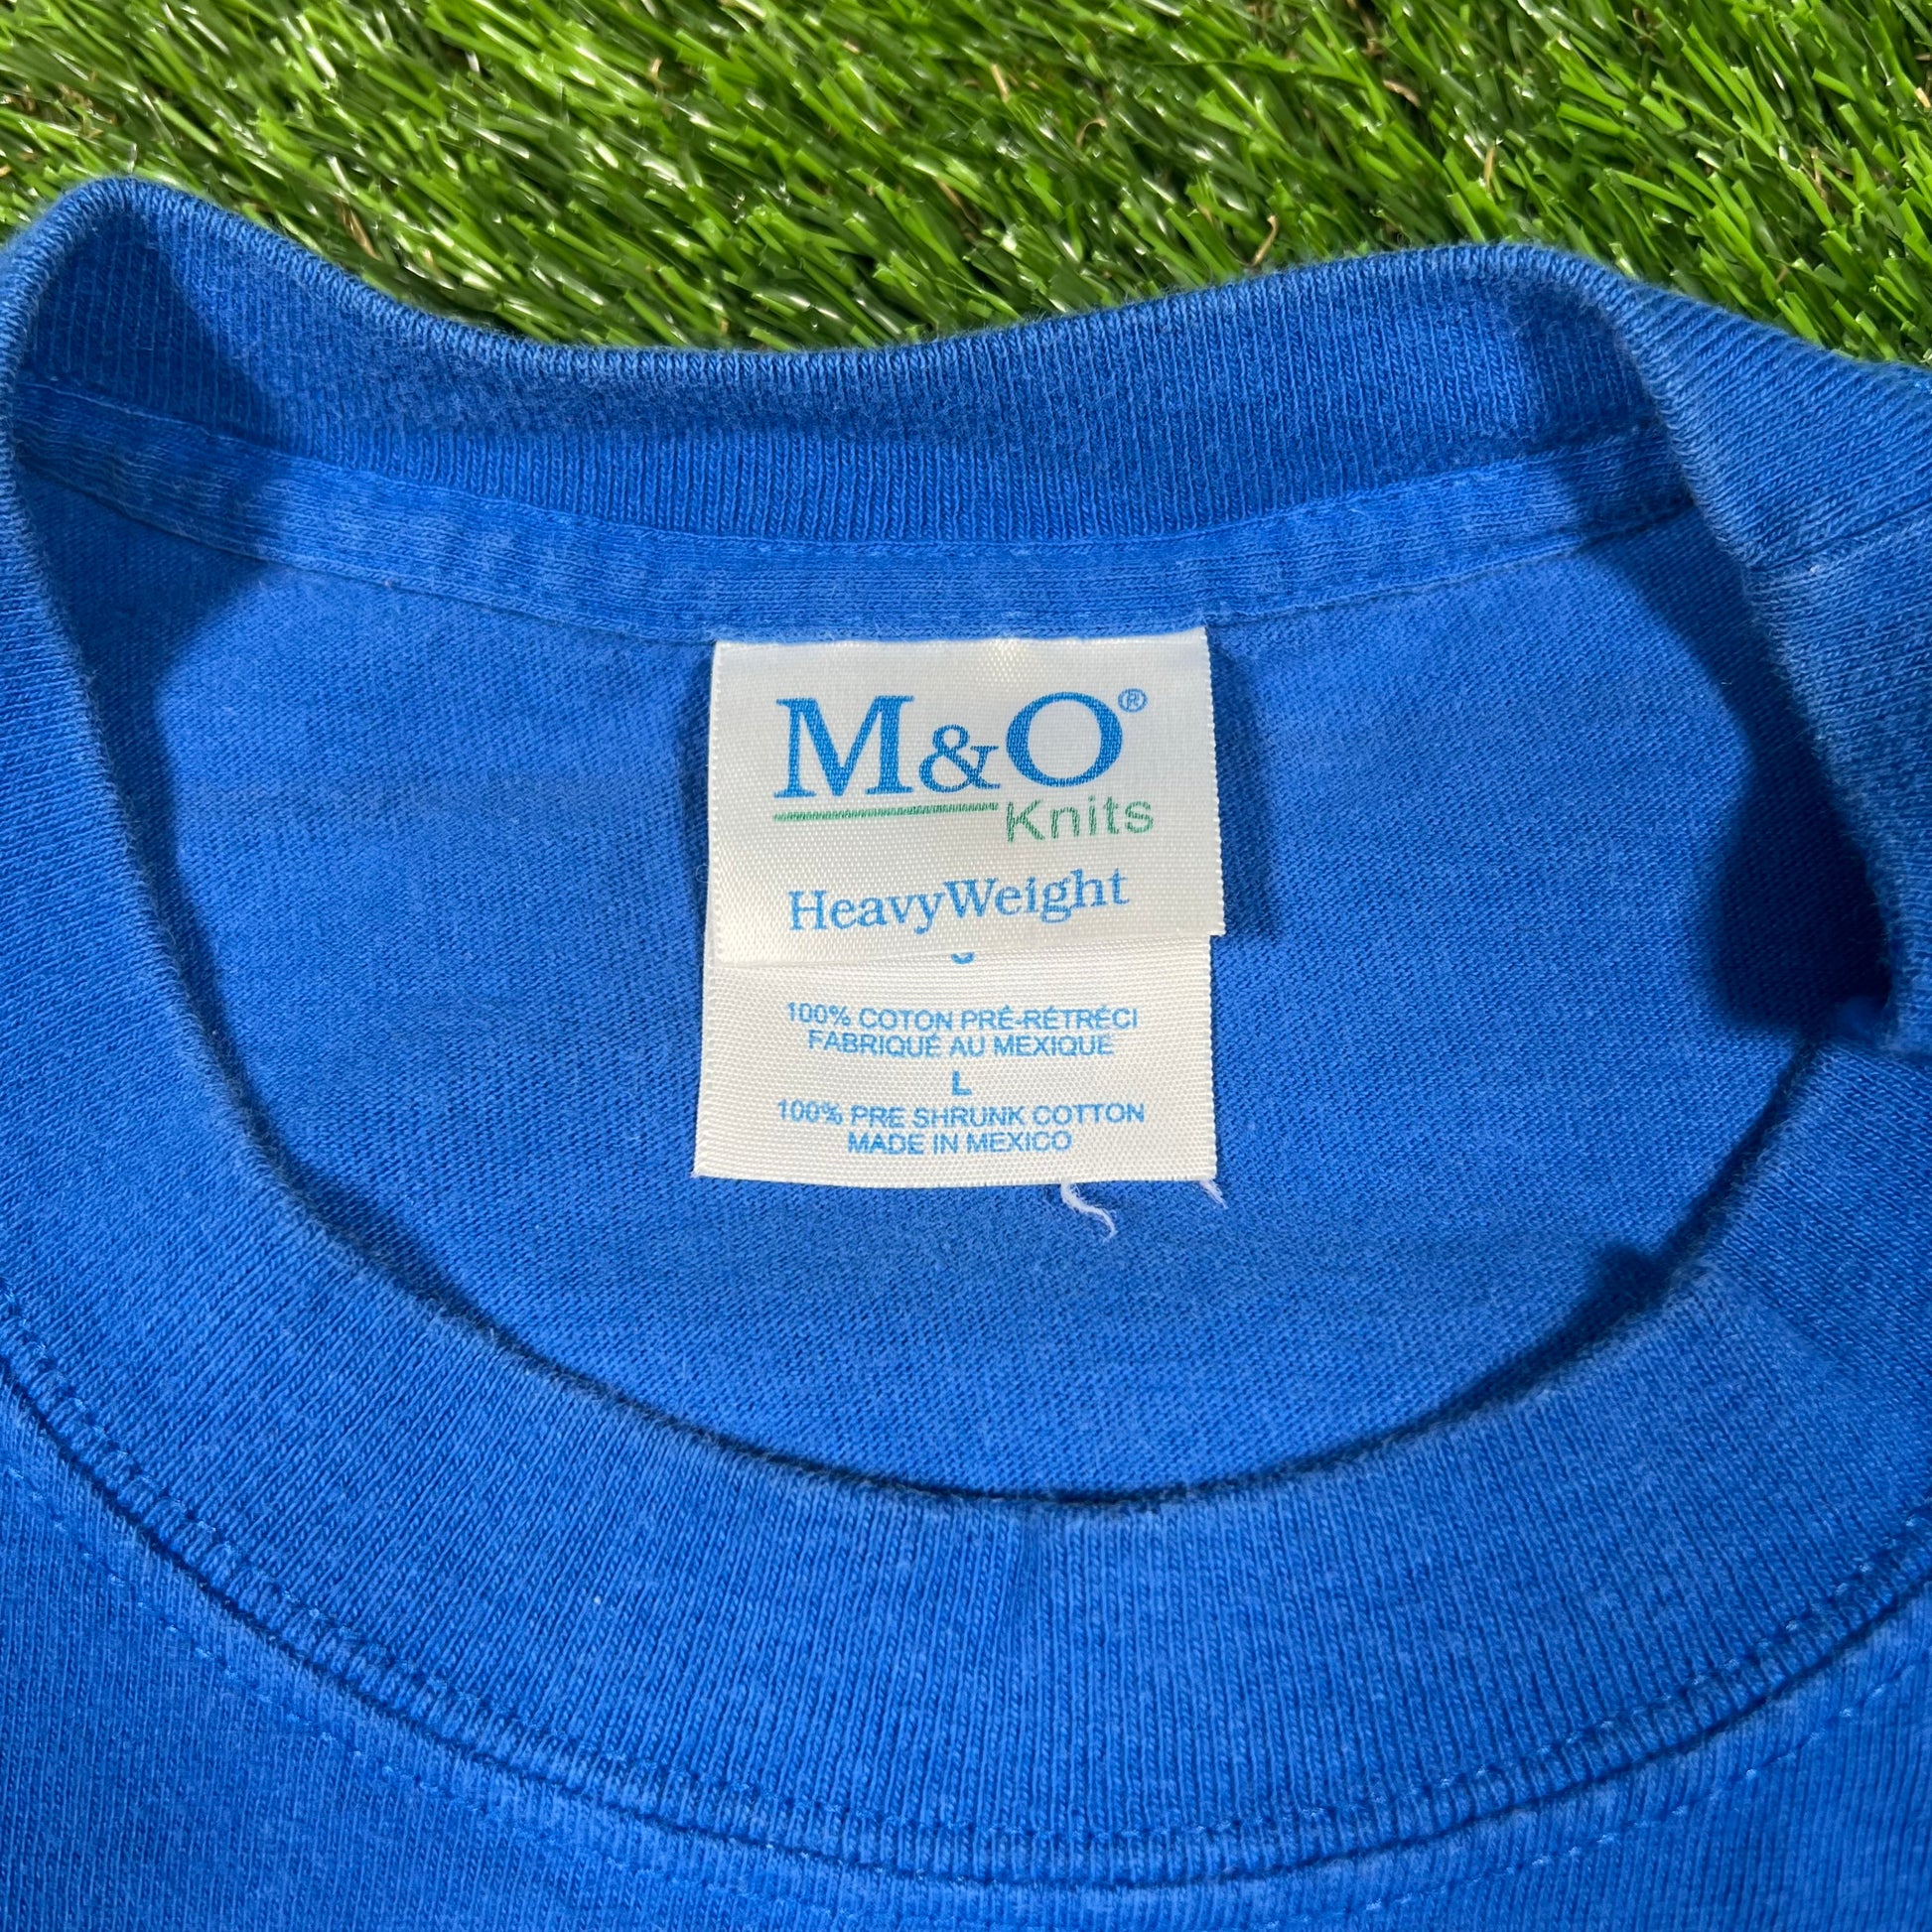 M&O®
Knits
HeavyWeight
100% COTON PRÉ-RÉTRÉCI
FABRIQUÉ AU MEXIQUE
L
100% PRE SHRUNK COTTON
MADE IN MEXICO